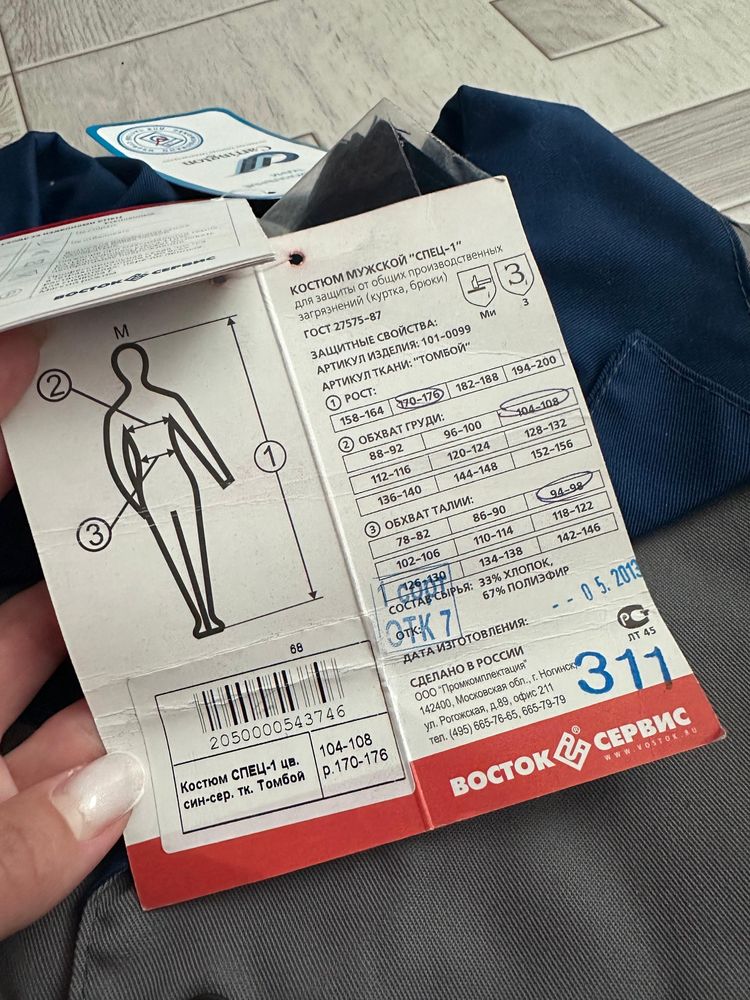 Carrington
ВОСТОК СЕРВИС
М
2
1
3
68
2050000543746
Костюм СПЕЦ-1 цв.
син-сер. тк. Томбой
104-108
р.170-176
КОСТЮМ МУЖСКОЙ "СПЕЦ-1"
для защиты от общих производственных
загрязнений (куртка, брюки)
ГОСТ 27575-87
ЗАЩИТНЫЕ СВОЙСТВА:
Ми
3
З
АРТИКУЛ ИЗДЕЛИЯ: 101-0099
АРТИКУЛ ТКАНИ: "ТОМБОЙ"
1 РОСТ:
158-164 170-176 182-188 194-200
2 ОБХВАТ ГРУДИ:
88-92 96-100 104-108
112-116 120-124 128-132
136-140 144-148 152-156
3 ОБХВАТ ТАЛИИ:
78-82 86-90 94-98
102-106 110-114 118-122
126-130 134-138 142-146
СОСТАВ СЫРЬЯ: 33% ХЛОПОК,
67% ПОЛИЭФИР
1 сорт
ОТК 7
ОТК:
ДАТА ИЗГОТОВЛЕНИЯ: -- 0 5. 2013
СДЕЛАНО В РОССИИ
РСТ
ЛТ 45
ООО "Промкомплектация"
142400, Московская обл., г. Ногинск,
ул. Рогожская, д.89, офис 211
тел. (495) 665-76-65, 665-79-79
311
ВОСТОК СЕРВИС
WWW.VOSTOK.RU